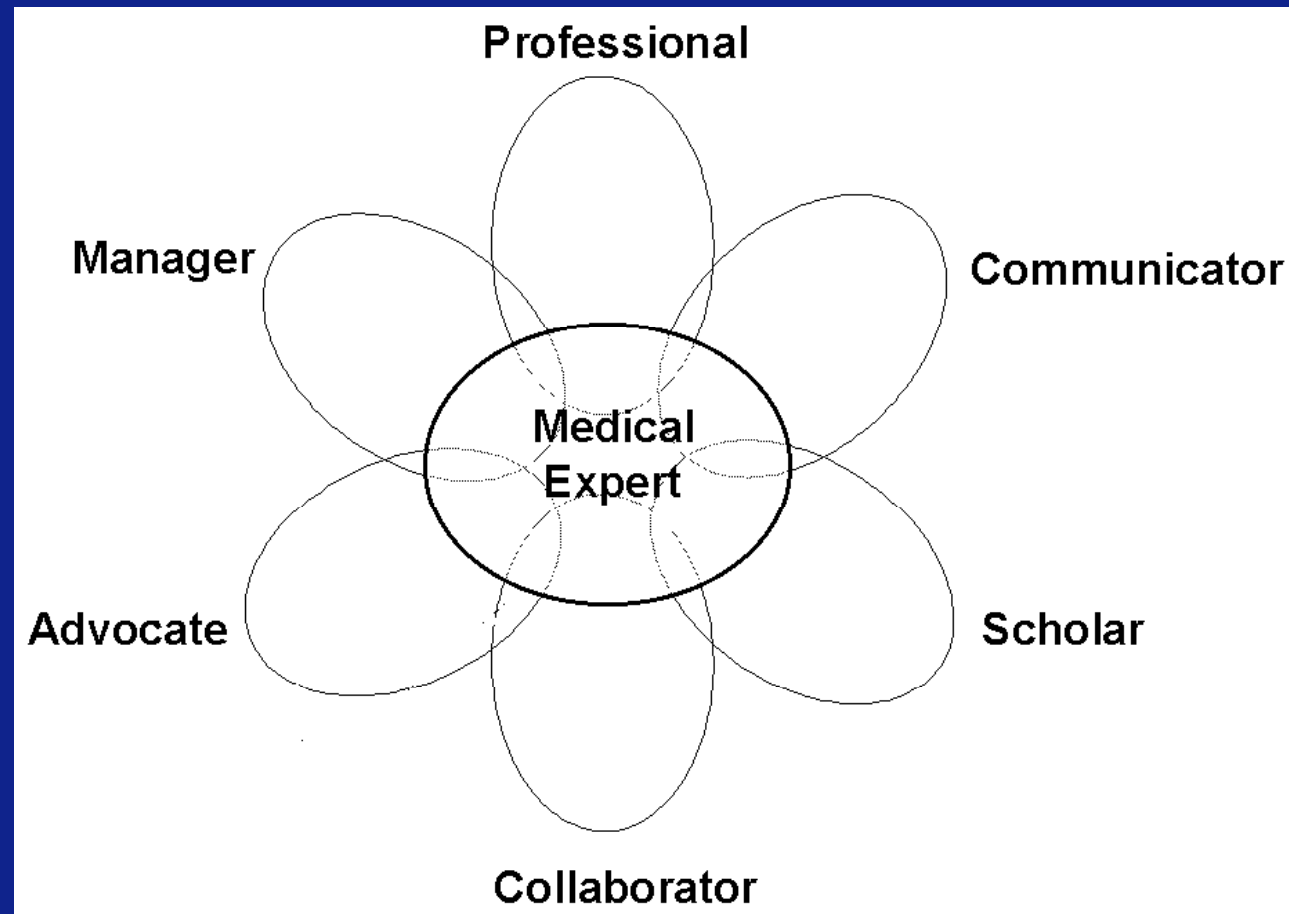 Professional
Manager
Communicator
Medical
Expert
Advocate
Scholar
Collaborator